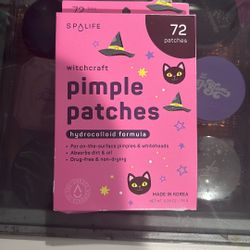 SPALIFE
72
patches
witchcraft
pimple
patches
hydrocolloid formula
• For on-the-surface pimples & whiteheads
• Absorbs dirt & oil
• Drug-free & non-drying
MADE IN KOREA